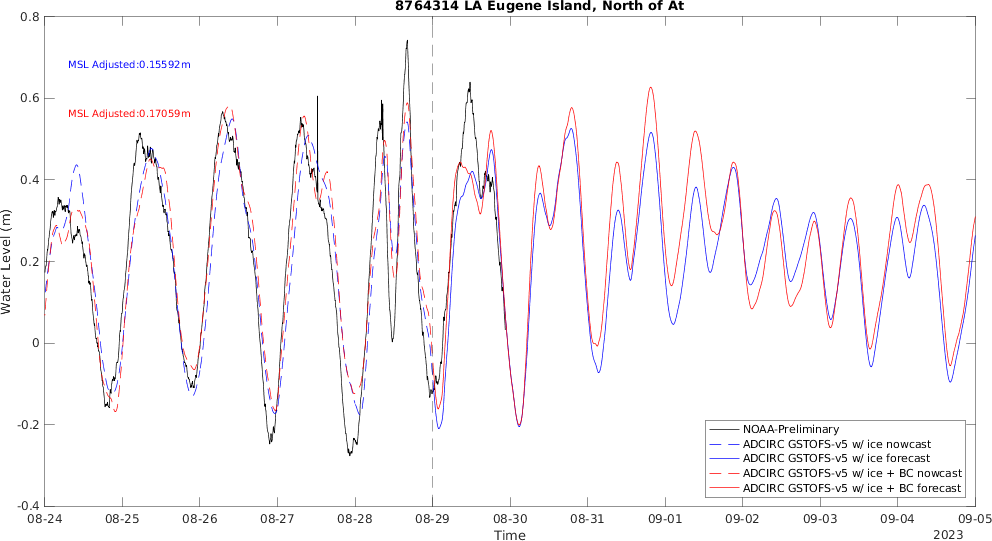 8764314 LA Eugene Island, North of At
MSL Adjusted:0.15592m
MSL Adjusted:0.17059m
Water Level (m)
0.8
0.6
0.4
0.2
0
-0.2
-0.4
NOAA-Preliminary
ADCIRC GSTOFS-v5 w/ ice nowcast
ADCIRC GSTOFS-v5 w/ ice forecast
ADCIRC GSTOFS-v5 w/ ice + BC nowcast
ADCIRC GSTOFS-v5 w/ ice + BC forecast
08-24 08-25 08-26 08-27 08-28 08-29 08-30 08-31 09-01 09-02 09-03 09-04 09-05
Time
2023